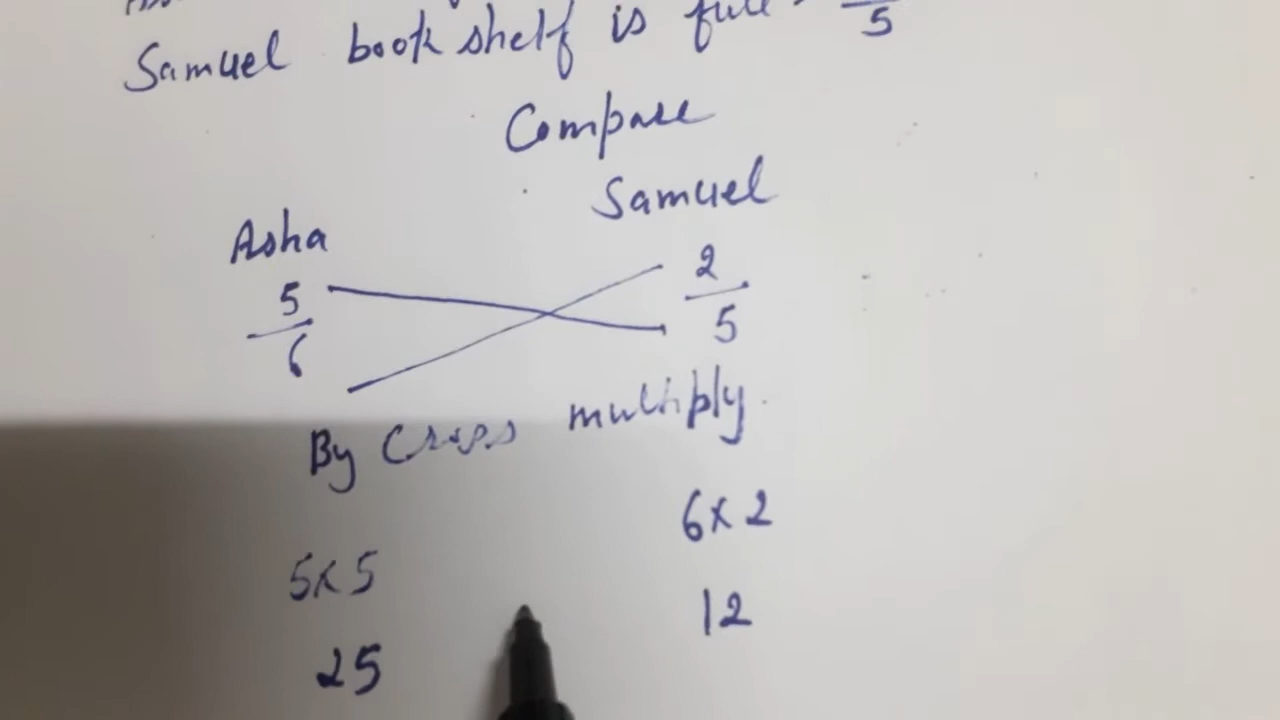 Samuel book shelf is full 5
Compare
Asha Samuel
5 2
6 5
By Cross multiply.
5x5 6x2
25 12